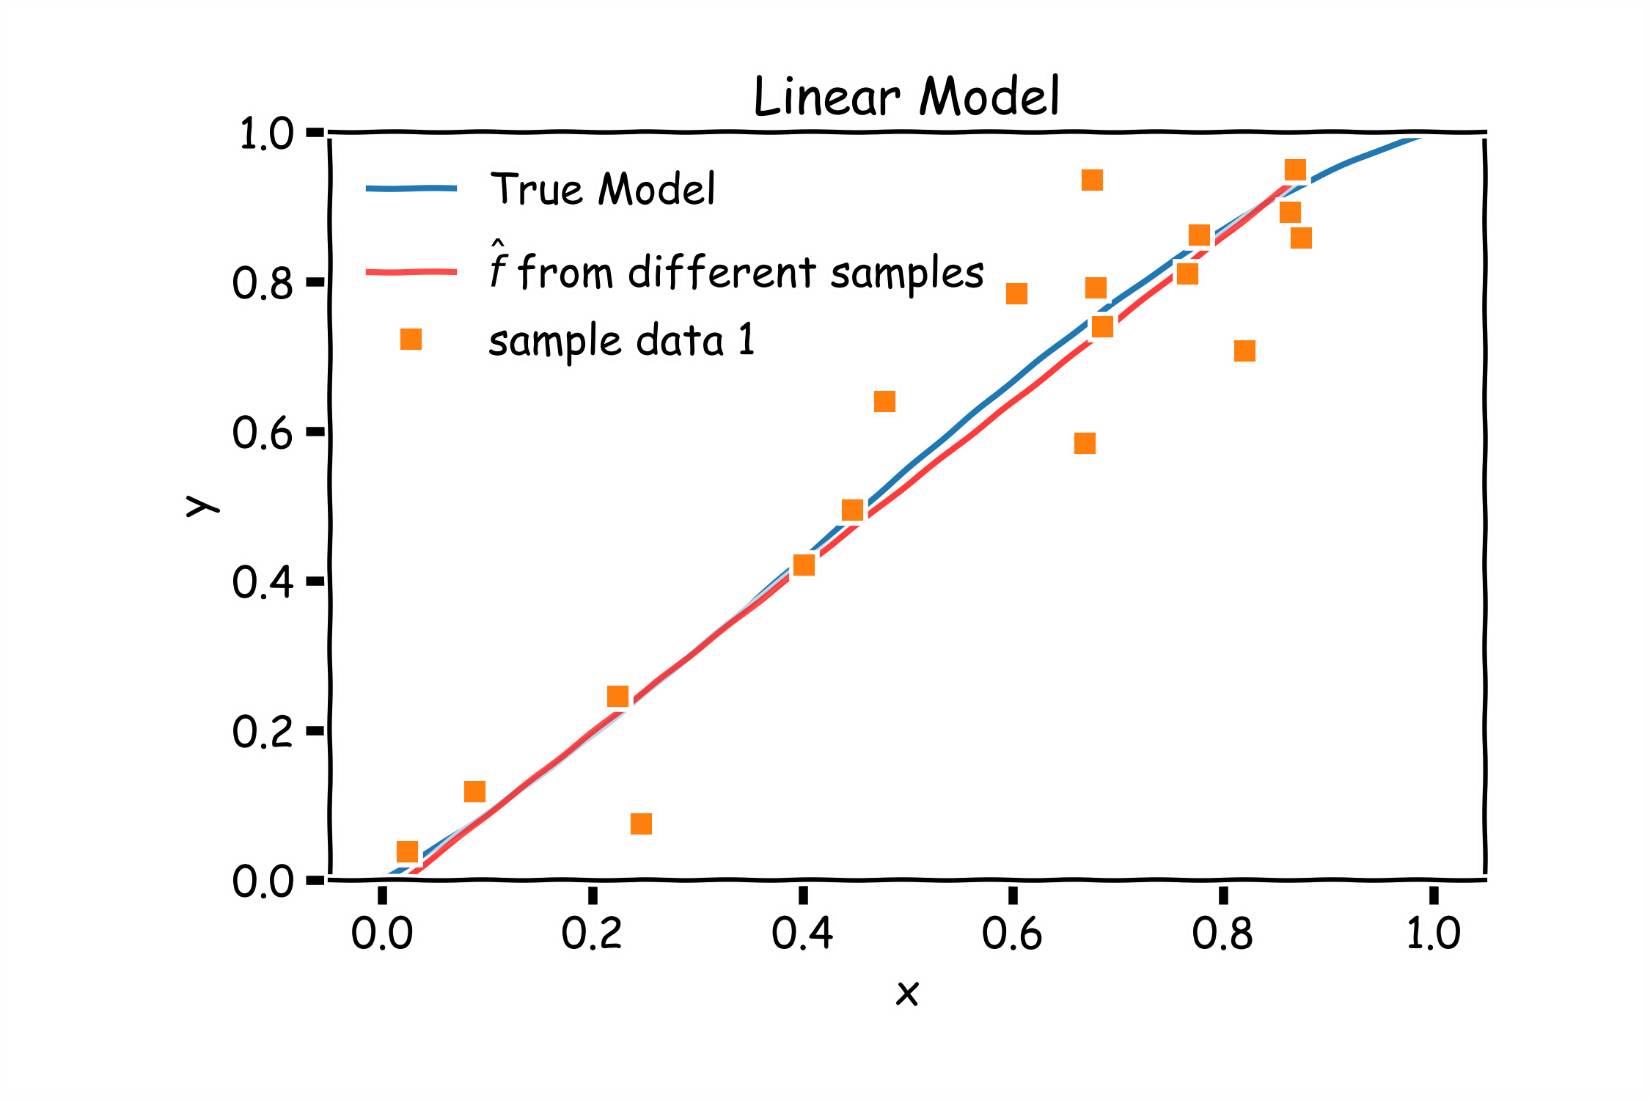 Linear Model
1.0
0.8
0.6
0.4
0.2
0.0
y
True Model
f̂ from different samples
sample data 1
0.0 0.2 0.4 0.6 0.8 1.0
x